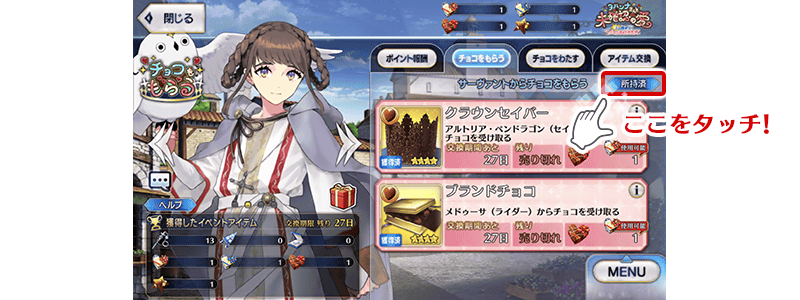 閉じる
1
1
1
1
チョコを
もらう
ポイント報酬
チョコをもらう
チョコをわたす
アイテム交換
サーヴァントからチョコをもらう
所持済
ここをタッチ!
クラウンセイバー
アルトリア・ペンドラゴン（セイ
チョコを受け取る
交換期間あと 残り
27日 売り切れ
使用可能
1
獲得済
ブランドチョコ
メドゥーサ（ライダー）からチョコを受け取る
交換期間あと 残り
27日 売り切れ
使用可能
1
獲得済
ヘルプ
獲得したイベントアイテム
交換期限 残り 27日
13
0
0
1
1
1
1
MENU